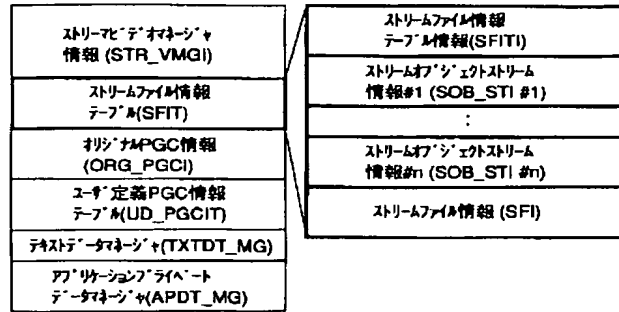 ストリーマビデオマネージャ
情報 (STR_VMGI)
ストリームファイル情報
テーブル(SFIT)
オリジナルPGC情報
(ORG_PGCI)
ユーザ定義PGC情報
テーブル(UD_PGCIT)
テキストデータマネージャ(TXTDT_MG)
アプリケーションプライベート
データマネージャ(APDT_MG)
ストリームファイル情報
テーブル情報(SFITI)
ストリームオブジェクトストリーム
情報#1 (SOB_STI #1)
:
ストリームオブジェクトストリーム
情報#n (SOB_STI #n)
ストリームファイル情報 (SFI)